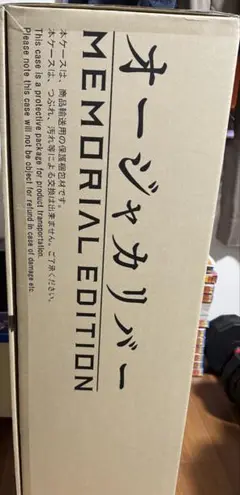 オージャカリバー
MEMORIAL EDITION
本ケースは、商品輸送用の保護梱包材です。
本ケースは、つぶれ、汚れ等による交換は出来ません。ご了承ください。
This case is a protective package for product transportation.
Please note this case will not be object for refund in case of damage etc.